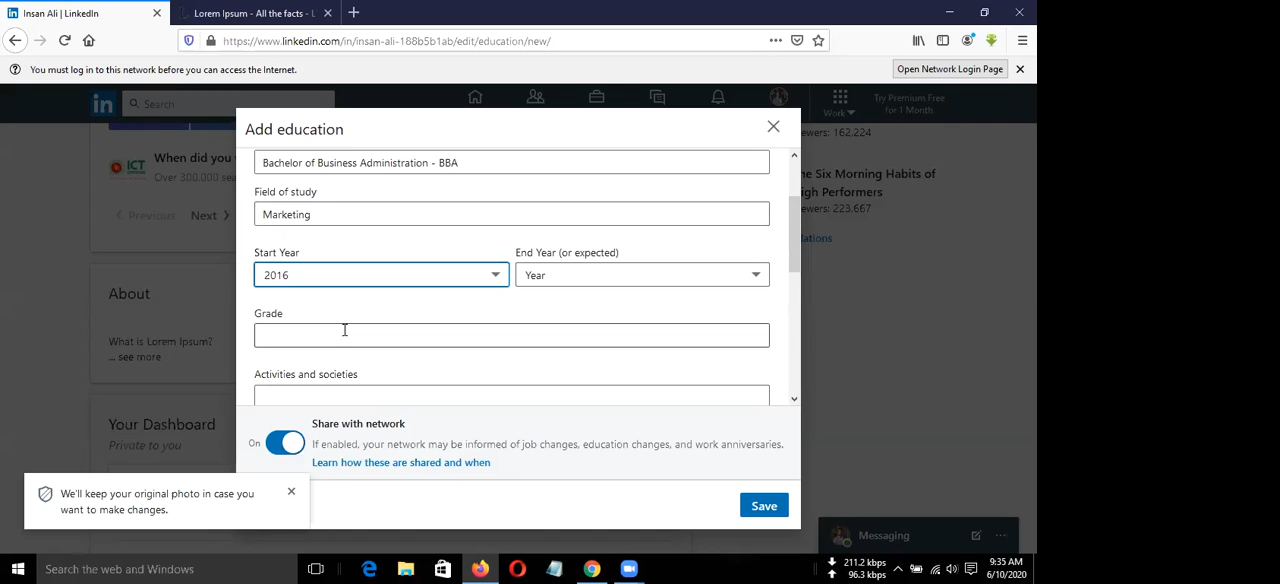 Insan Ali | LinkedIn
Lorem Ipsum - All the facts - L
https://www.linkedin.com/in/insan-ali-188b5b1ab/edit/education/new/
You must log in to this network before you can access the Internet.
Open Network Login Page
in
Search
Work
Try Premium Free
for 1 Month
Add education
Bachelor of Business Administration - BBA
Field of study
Marketing
Start Year
End Year (or expected)
2016
Year
Grade
Activities and societies
On
Share with network
If enabled, your network may be informed of job changes, education changes, and work anniversaries.
Learn how these are shared and when
Save
ICT
When did you
Over 300,000
Previous
Next
About
What is Lorem Ipsum?
... see more
Your Dashboard
Private to you
We'll keep your original photo in case you
want to make changes.
ewers: 162,224
he Six Morning Habits of
igh Performers
ewers: 223,667
dations
Messaging
Search the web and Windows
211.2 kbps
96.3 kbps
9:35 AM
6/10/2020